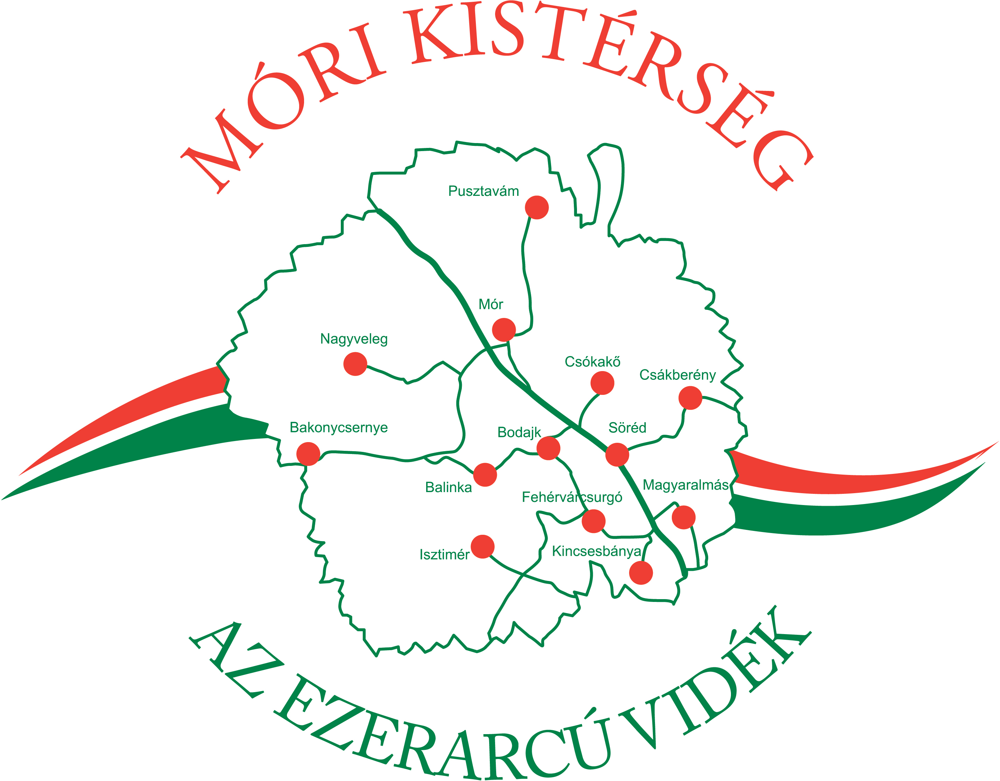 MÓRI KISTÉRSÉG
Pusztavám
Mór
Nagyveleg
Csókakő
Csákberény
Bakonycsernye
Bodajk
Söréd
Balinka
Magyaralmás
Fehérvárcsurgó
Isztimér
Kincsesbánya
AZ EZERARCÚ VIDÉK